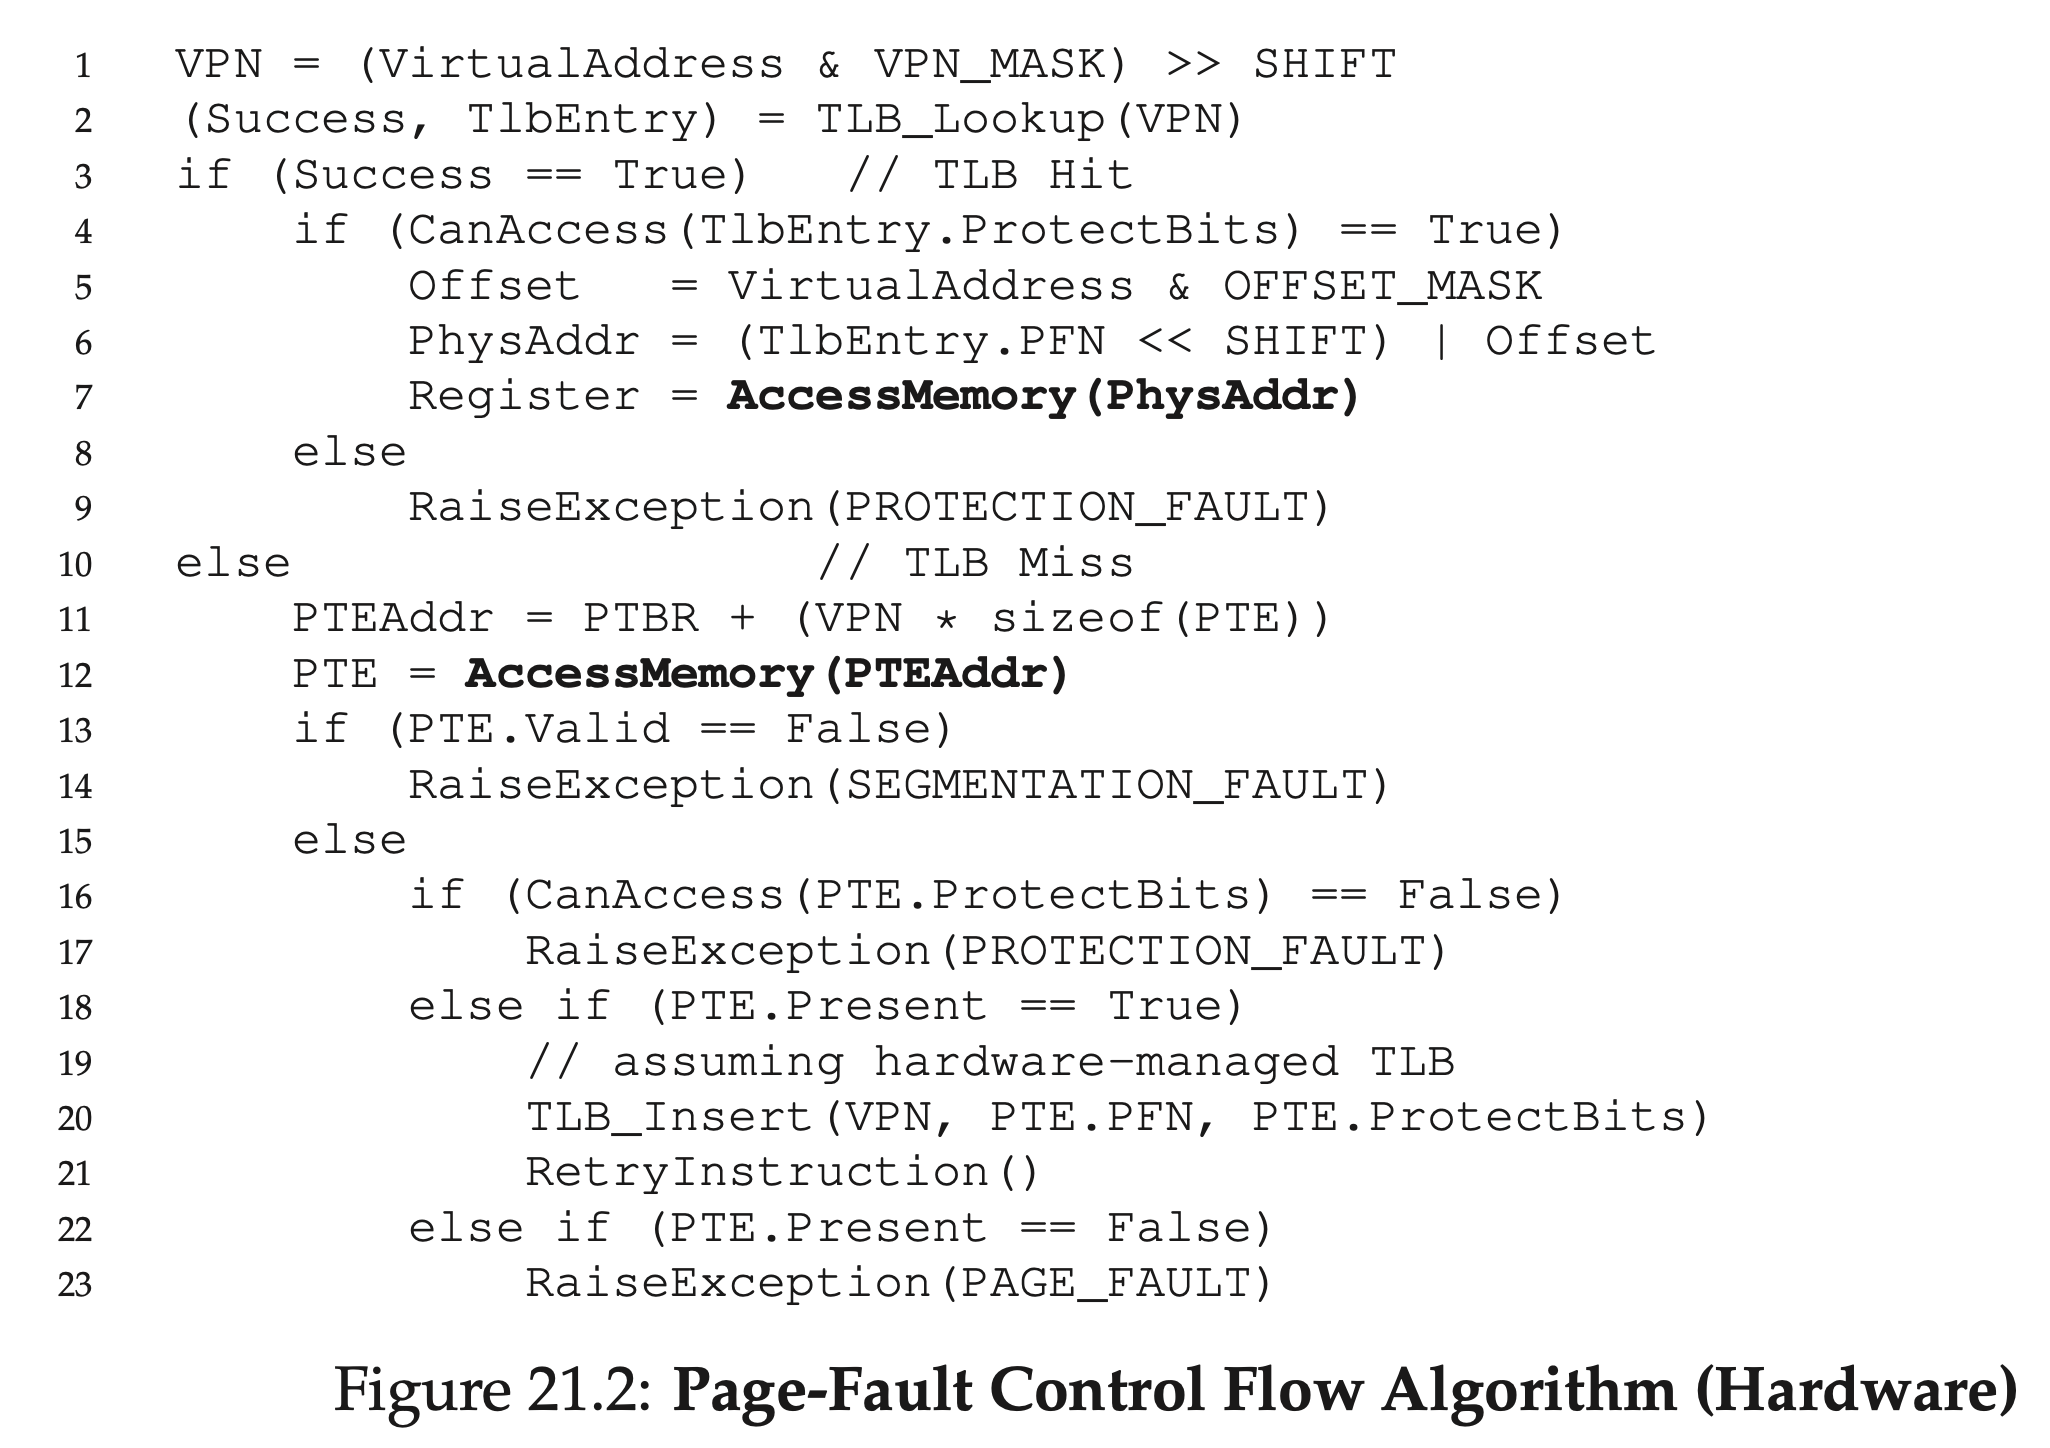 1 VPN = (VirtualAddress & VPN_MASK) >> SHIFT
2 (Success, TlbEntry) = TLB_Lookup(VPN)
3 if (Success == True)   // TLB Hit
4     if (CanAccess(TlbEntry.ProtectBits) == True)
5         Offset   = VirtualAddress & OFFSET_MASK
6         PhysAddr = (TlbEntry.PFN << SHIFT) | Offset
7         Register = AccessMemory(PhysAddr)
8     else
9         RaiseException(PROTECTION_FAULT)
10 else                  // TLB Miss
11     PTEAddr = PTBR + (VPN * sizeof(PTE))
12     PTE = AccessMemory(PTEAddr)
13     if (PTE.Valid == False)
14         RaiseException(SEGMENTATION_FAULT)
15     else
16         if (CanAccess(PTE.ProtectBits) == False)
17             RaiseException(PROTECTION_FAULT)
18         else if (PTE.Present == True)
19             // assuming hardware-managed TLB
20             TLB_Insert(VPN, PTE.PFN, PTE.ProtectBits)
21             RetryInstruction()
22         else if (PTE.Present == False)
23             RaiseException(PAGE_FAULT)
Figure 21.2: Page-Fault Control Flow Algorithm (Hardware)